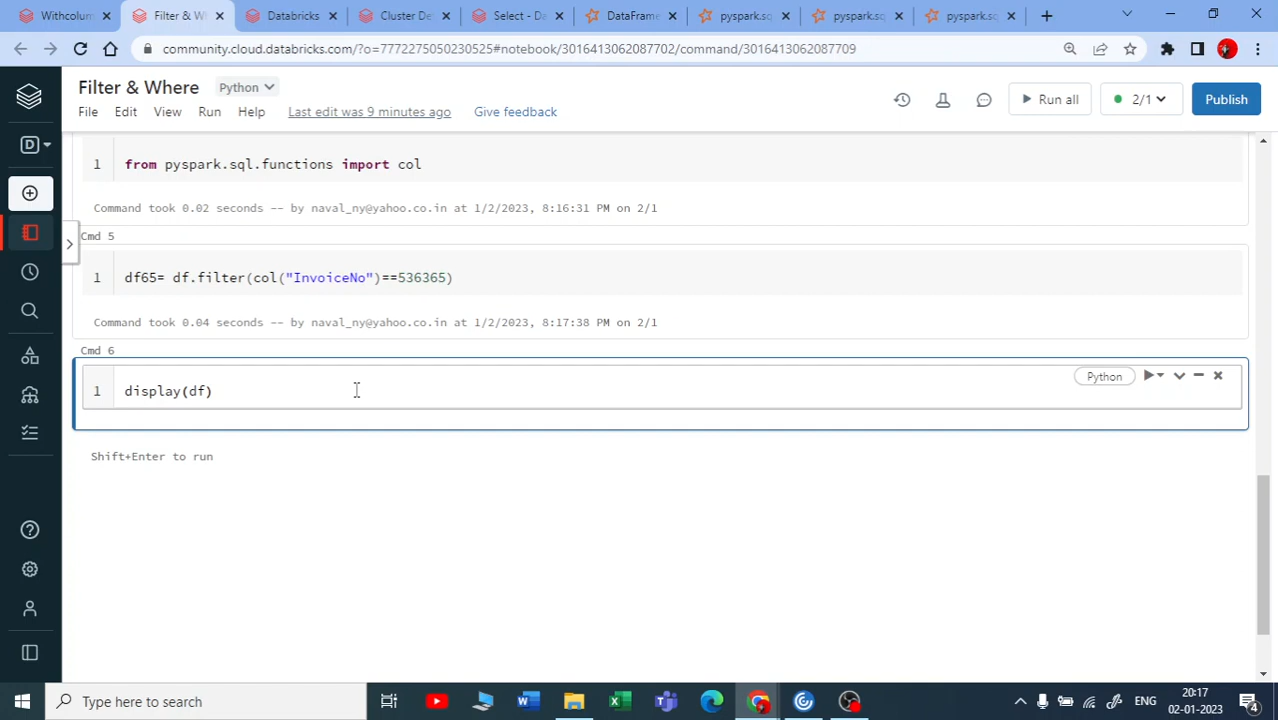 Withcolum
Filter & Wh
Databricks
Cluster De
Select - Da
DataFrame
pyspark.sq
pyspark.sq
pyspark.sq
community.cloud.databricks.com/?o=7772275050230525#notebook/3016413062087702/command/3016413062087709
Filter & Where Python
File Edit View Run Help Last edit was 9 minutes ago Give feedback
Run all 2/1 Publish
D
1 from pyspark.sql.functions import col
Command took 0.02 seconds -- by naval_ny@yahoo.co.in at 1/2/2023, 8:16:31 PM on 2/1
Cmd 5
1 df65= df.filter(col("InvoiceNo")==536365)
Command took 0.04 seconds -- by naval_ny@yahoo.co.in at 1/2/2023, 8:17:38 PM on 2/1
Cmd 6
Python
1 display(df)
Shift+Enter to run
Type here to search
ENG
20:17
02-01-2023
4